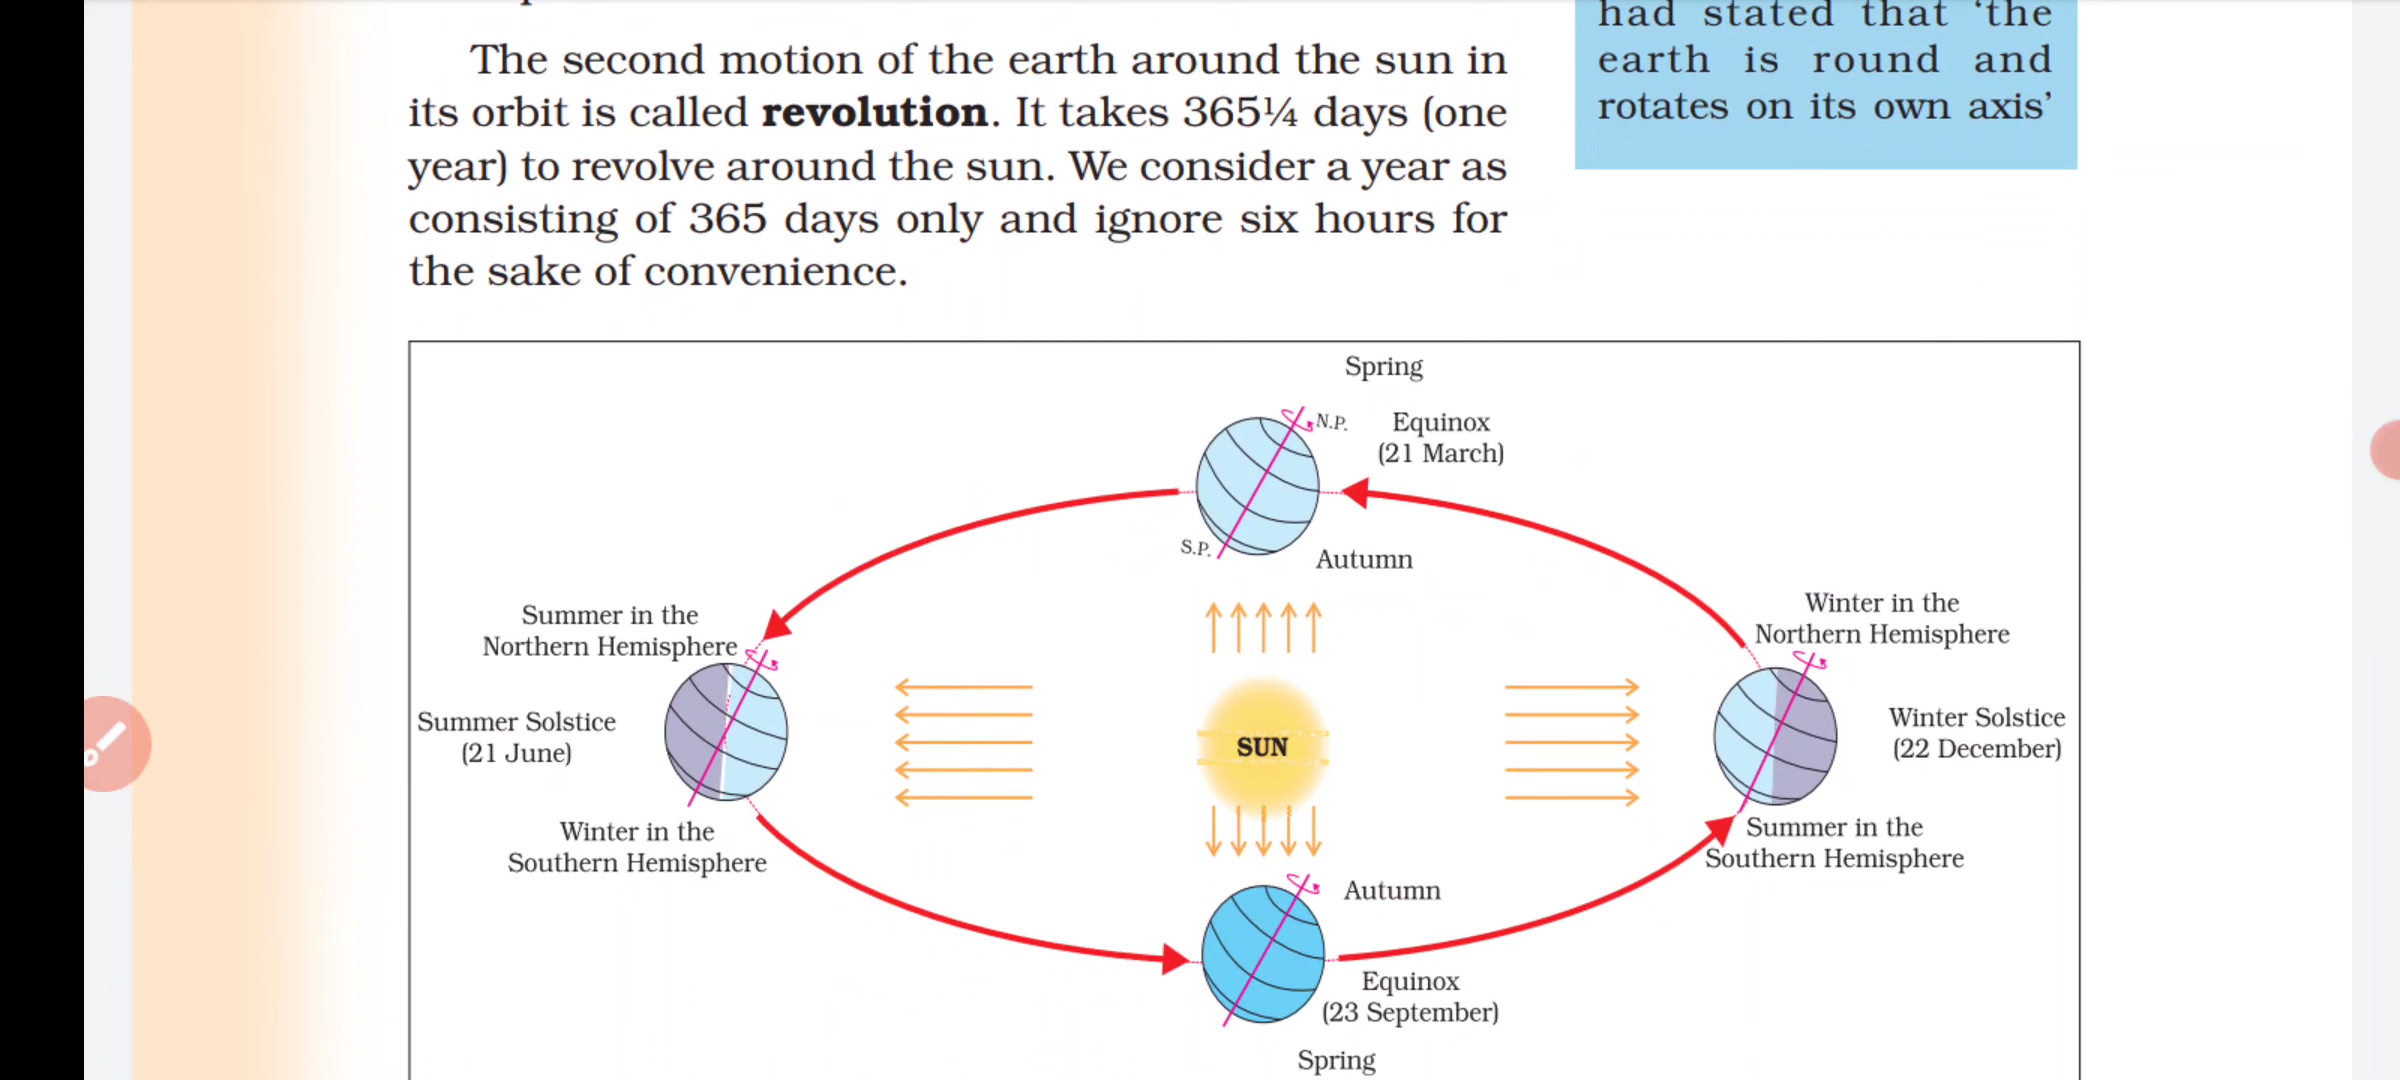 The second motion of the earth around the sun in
its orbit is called revolution. It takes 365¼ days (one
year) to revolve around the sun. We consider a year as
consisting of 365 days only and ignore six hours for
the sake of convenience.
had stated that ‘the
earth is round and
rotates on its own axis’
Spring
N.P.
Equinox
(21 March)
S.P.
Autumn
Summer in the
Northern Hemisphere
Summer Solstice
(21 June)
Winter in the
Southern Hemisphere
SUN
Winter in the
Northern Hemisphere
Winter Solstice
(22 December)
Summer in the
Southern Hemisphere
Autumn
Equinox
(23 September)
Spring